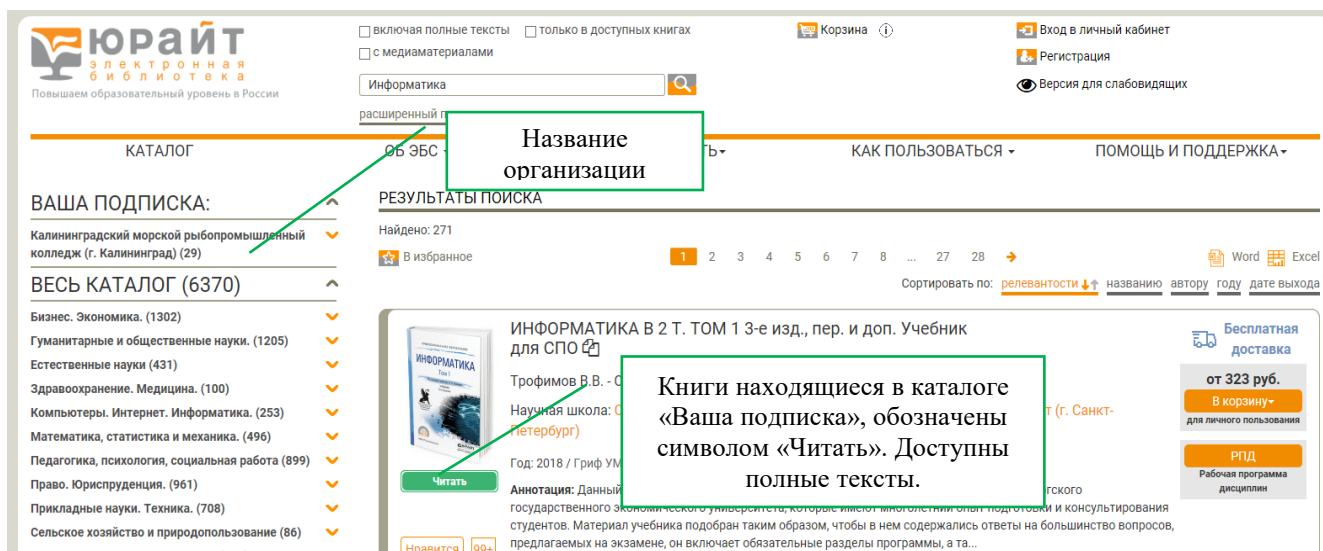 юрайт
электронная
библиотека
Повышаем образовательный уровень в России
включая полные тексты
только в доступных книгах
с медиаматериалами
Информатика
расширенный п
Корзина
Вход в личный кабинет
Регистрация
Версия для слабовидящих
Название
организации
КАТАЛОГ
ОБ ЭБС
КАК ПОЛЬЗОВАТЬСЯ
ПОМОЩЬ И ПОДДЕРЖКА
ВАША ПОДПИСКА:
Калининградский морской рыбопромышленный
колледж (г. Калининград) (29)
ВЕСЬ КАТАЛОГ (6370)
Бизнес. Экономика. (1302)
Гуманитарные и общественные науки. (1205)
Естественные науки (431)
Здравоохранение. Медицина. (100)
Компьютеры. Интернет. Информатика. (253)
Математика, статистика и механика. (496)
Педагогика, психология, социальная работа (899)
Право. Юриспруденция. (961)
Прикладные науки. Техника. (708)
Сельское хозяйство и природопользование (86)
РЕЗУЛЬТАТЫ ПОИСКА
Найдено: 271
В избранное
1 2 3 4 5 6 7 8 ... 27 28
Word Excel
Сортировать по: релевантости названию автору году дате выхода
ИНФОРМАТИКА
Том 1
Читать
Нравится 99+
ИНФОРМАТИКА В 2 Т. ТОМ 1 3-е изд., пер. и доп. Учебник
для СПО
Трофимов В.В. - О
Научная школа: т (г. Санкт-
Петербург)
Год: 2018 / Гриф УМ
Аннотация: Данный ргского
государственного экономического университета, которые имеют многолетний опыт подготовки и консультирования
студентов. Материал учебника подобран таким образом, чтобы в нем содержались ответы на большинство вопросов,
предлагаемых на экзамене, он включает обязательные разделы программы, а та...
Книги находящиеся в каталоге
«Ваша подписка», обозначены
символом «Читать». Доступны
полные тексты.
Бесплатная
доставка
от 323 руб.
В корзину
для личного пользования
РПД
Рабочая программа
дисциплин